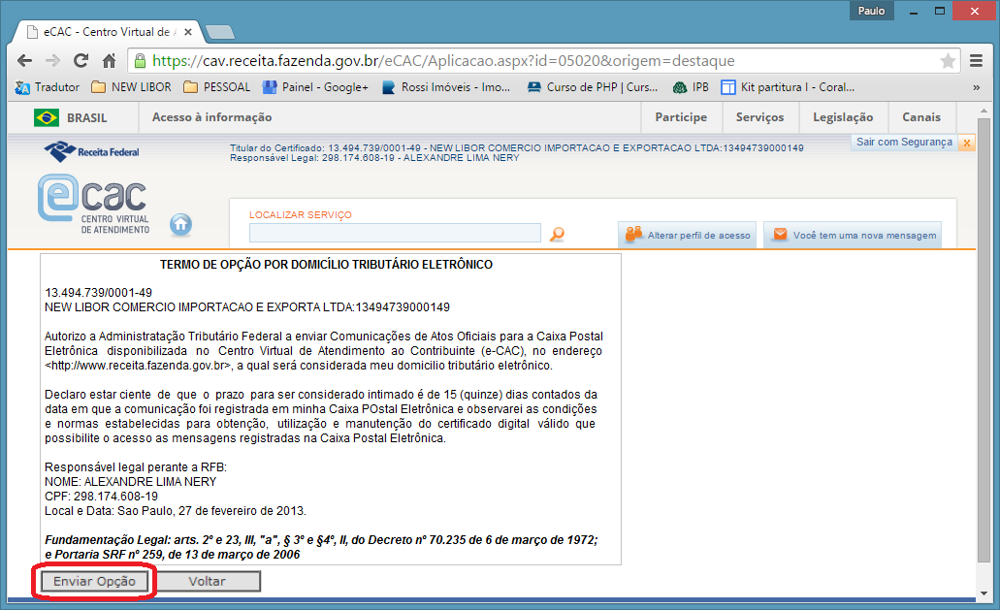 Paulo
eCAC - Centro Virtual de A
https://cav.receita.fazenda.gov.br/eCAC/Aplicacao.aspx?id=05020&origem=destaque
Tradutor NEW LIBOR PESSOAL Painel - Google+ Rossi Imóveis - Imo... Curso de PHP | Curs... IPB Kit partitura I - Coral... »
BRASIL Acesso à informação Participe Serviços Legislação Canais
Receita Federal
Titular do Certificado: 13.494.739/0001-49 - NEW LIBOR COMERCIO IMPORTACAO E EXPORTACAO LTDA:13494739000149
Responsável Legal: 298.174.608-19 - ALEXANDRE LIMA NERY
Sair com Segurança x
eCAC
CENTRO VIRTUAL
DE ATENDIMENTO
LOCALIZAR SERVIÇO
Alterar perfil de acesso Você tem uma nova mensagem
TERMO DE OPÇÃO POR DOMICÍLIO TRIBUTÁRIO ELETRÔNICO
13.494.739/0001-49
NEW LIBOR COMERCIO IMPORTACAO E EXPORTA LTDA:13494739000149
Autorizo a Administratação Tributário Federal a enviar Comunicações de Atos Oficiais para a Caixa Postal
Eletrônica disponibilizada no Centro Virtual de Atendimento ao Contribuinte (e-CAC), no endereço
<http://www.receita.fazenda.gov.br>, a qual será considerada meu domicilio tributário eletrônico.
Declaro estar ciente de que o prazo para ser considerado intimado é de 15 (quinze) dias contados da
data em que a comunicação foi registrada em minha Caixa POstal Eletrônica e observarei as condições
e normas estabelecidas para obtenção, utilização e manutenção do certificado digital válido que
possibilite o acesso as mensagens registradas na Caixa Postal Eletrônica.
Responsável legal perante a RFB:
NOME: ALEXANDRE LIMA NERY
CPF: 298.174.608-19
Local e Data: Sao Paulo, 27 de fevereiro de 2013.
Fundamentação Legal: arts. 2º e 23, III, "a", § 3º e §4º, II, do Decreto nº 70.235 de 6 de março de 1972;
e Portaria SRF nº 259, de 13 de março de 2006
Enviar Opção Voltar